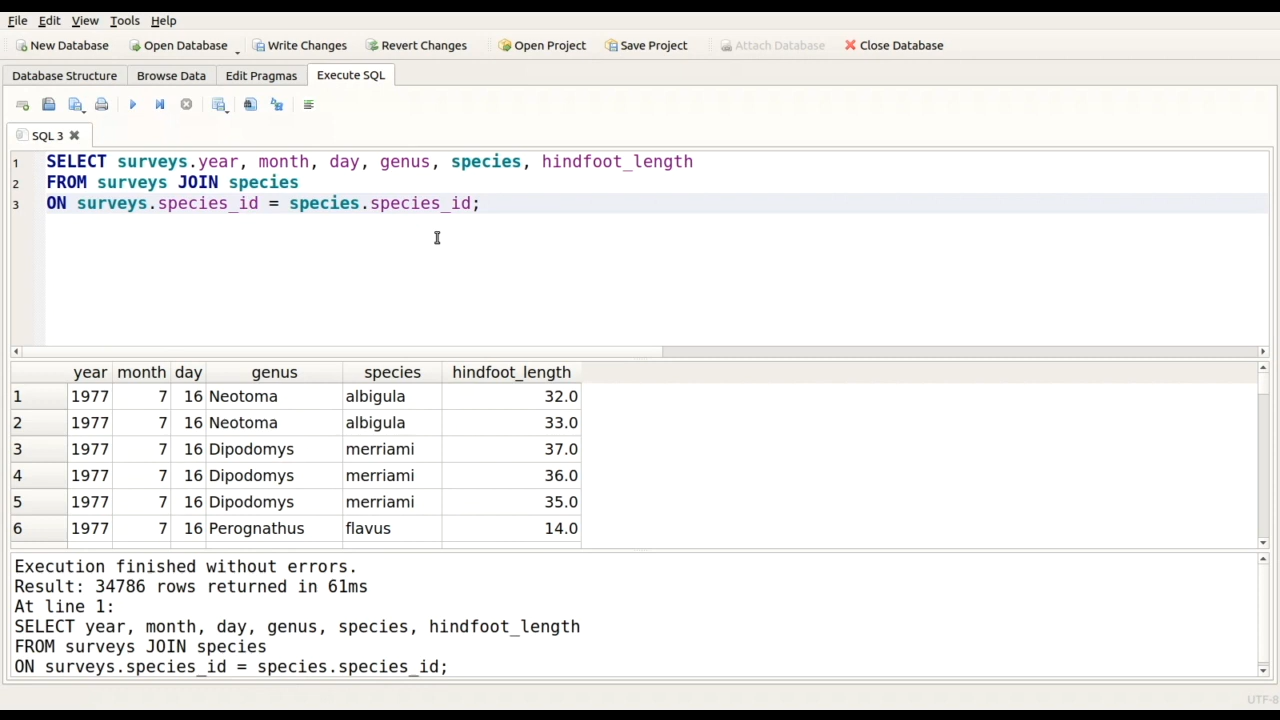 File Edit View Tools Help
New Database Open Database Write Changes Revert Changes Open Project Save Project Attach Database Close Database
Database Structure Browse Data Edit Pragmas Execute SQL
SQL 3
1 SELECT surveys.year, month, day, genus, species, hindfoot_length
2 FROM surveys JOIN species
3 ON surveys.species_id = species.species_id;
year month day genus species hindfoot_length
1 1977 7 16 Neotoma albigula 32.0
2 1977 7 16 Neotoma albigula 33.0
3 1977 7 16 Dipodomys merriami 37.0
4 1977 7 16 Dipodomys merriami 36.0
5 1977 7 16 Dipodomys merriami 35.0
6 1977 7 16 Perognathus flavus 14.0
Execution finished without errors.
Result: 34786 rows returned in 61ms
At line 1:
SELECT year, month, day, genus, species, hindfoot_length
FROM surveys JOIN species
ON surveys.species_id = species.species_id;
UTF-8